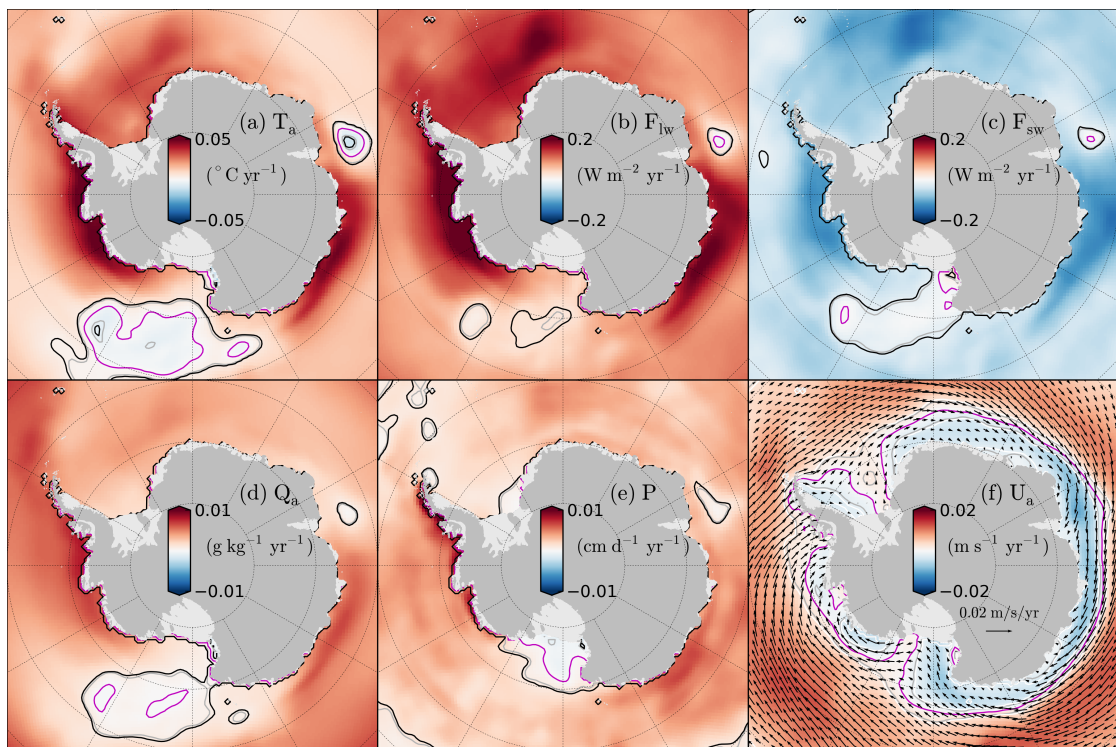 (a) Tₐ
0.05
(°C yr⁻¹)
−0.05
(b) F_lw
0.2
(W m⁻² yr⁻¹)
−0.2
(c) F_sw
0.2
(W m⁻² yr⁻¹)
−0.2
(d) Qₐ
0.01
(g kg⁻¹ yr⁻¹)
−0.01
(e) P
0.01
(cm d⁻¹ yr⁻¹)
−0.01
(f) Uₐ
0.02
(m s⁻¹ yr⁻¹)
−0.02
0.02 m/s/yr